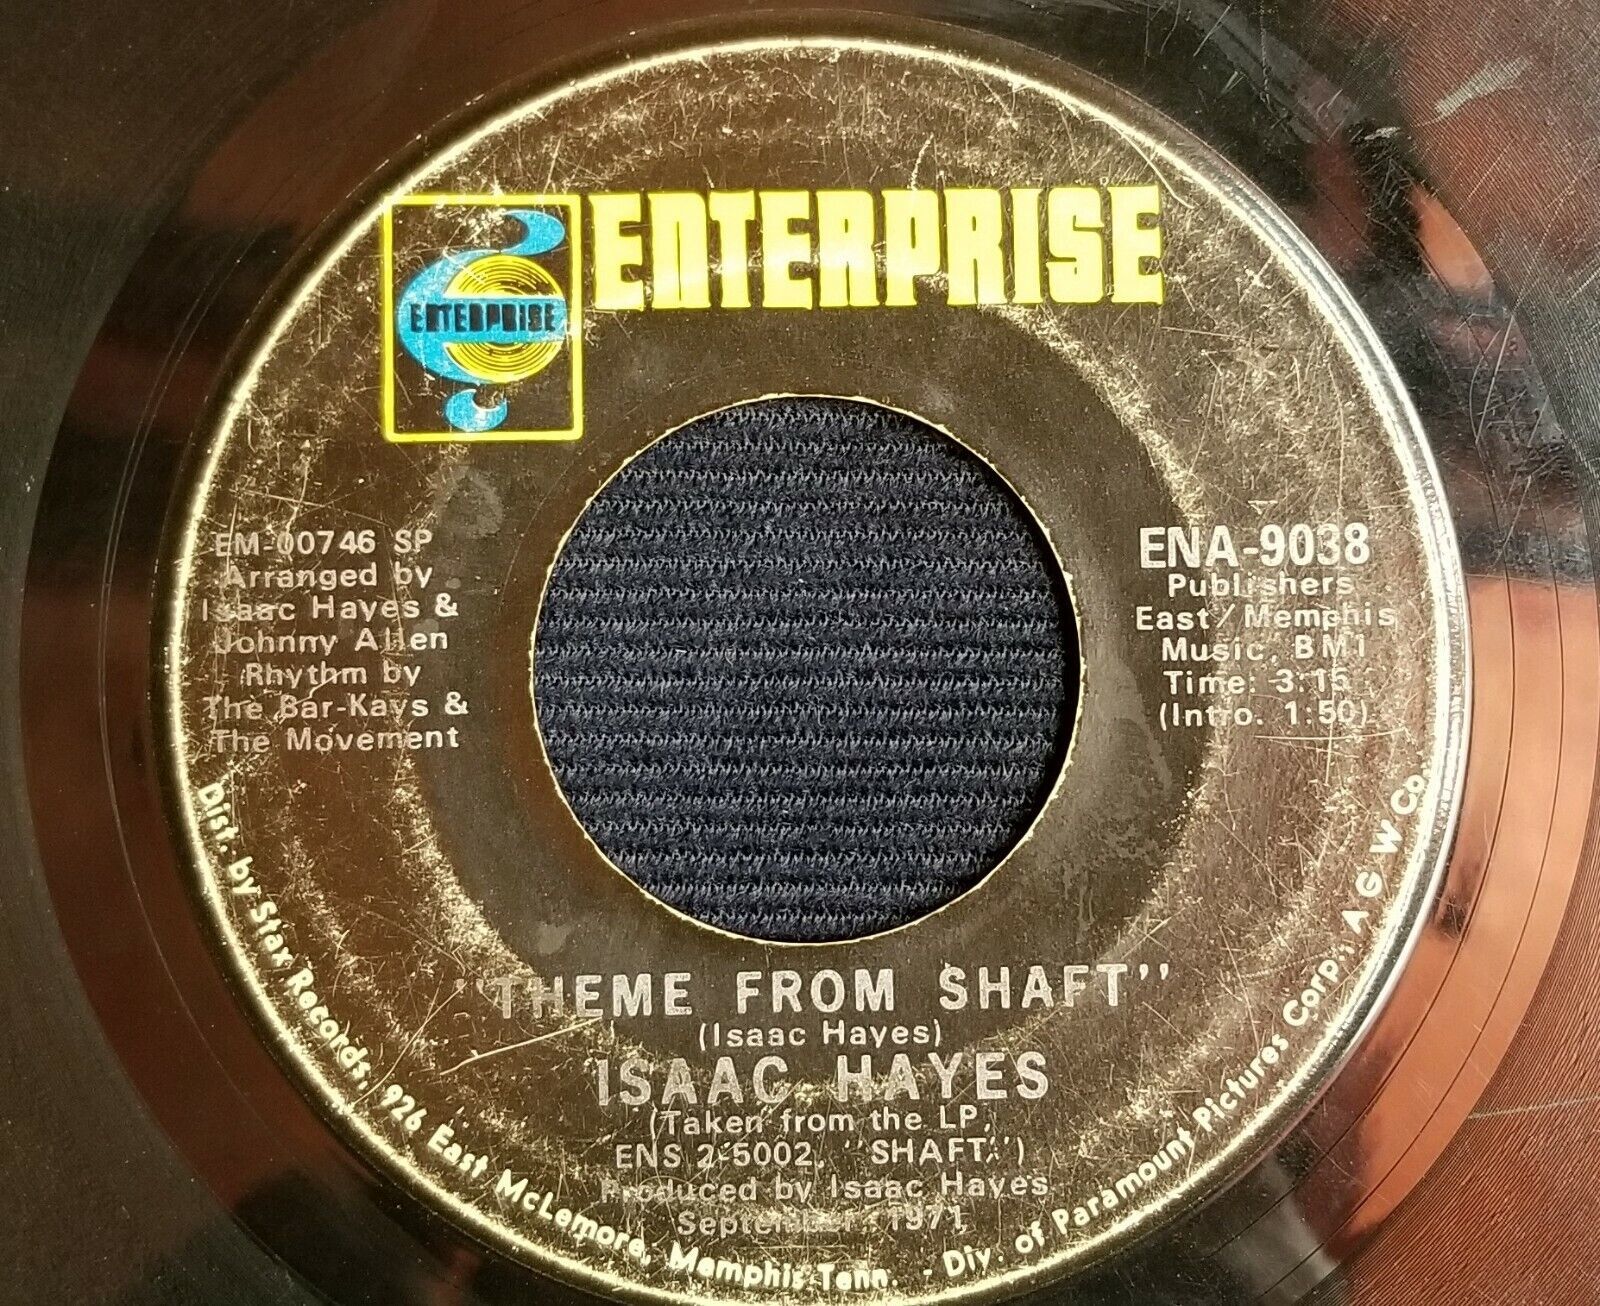 ENTERPRISE
ENTERPRISE
EM-00746 SP
Arranged by
Isaac Hayes &
Johnny Allen
Rhythm by
The Bar-Kays &
The Movement
ENA-9038
Publishers
East/Memphis
Music, BMI
Time: 3:15
(Intro. 1:50)
"THEME FROM SHAFT"
(Isaac Hayes)
ISAAC HAYES
(Taken from the LP,
ENS 2-5002, "SHAFT")
Produced by Isaac Hayes
September, 1971
Dist. by Stax Records, 926 East McLemore, Memphis Tenn. - Div. of Paramount Pictures Corp., A G W Co.